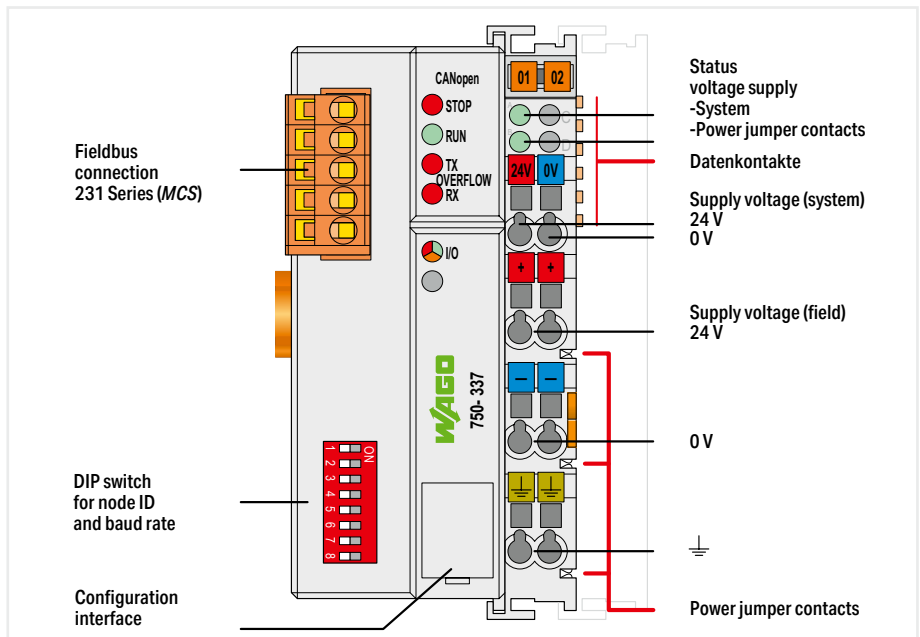 Fieldbus
connection
231 Series (MCS)
DIP switch
for node ID
and baud rate
Configuration
interface
CANopen
STOP
RUN
TX
OVERFLOW
RX
I/O
WAGO
750- 337
ON
1
2
3
4
5
6
7
8
01 02
A C
B D
24V 0V
+ +
— —
Status
voltage supply
-System
-Power jumper contacts
Datenkontakte
Supply voltage (system)
24 V
0 V
Supply voltage (field)
24 V
0 V
Power jumper contacts